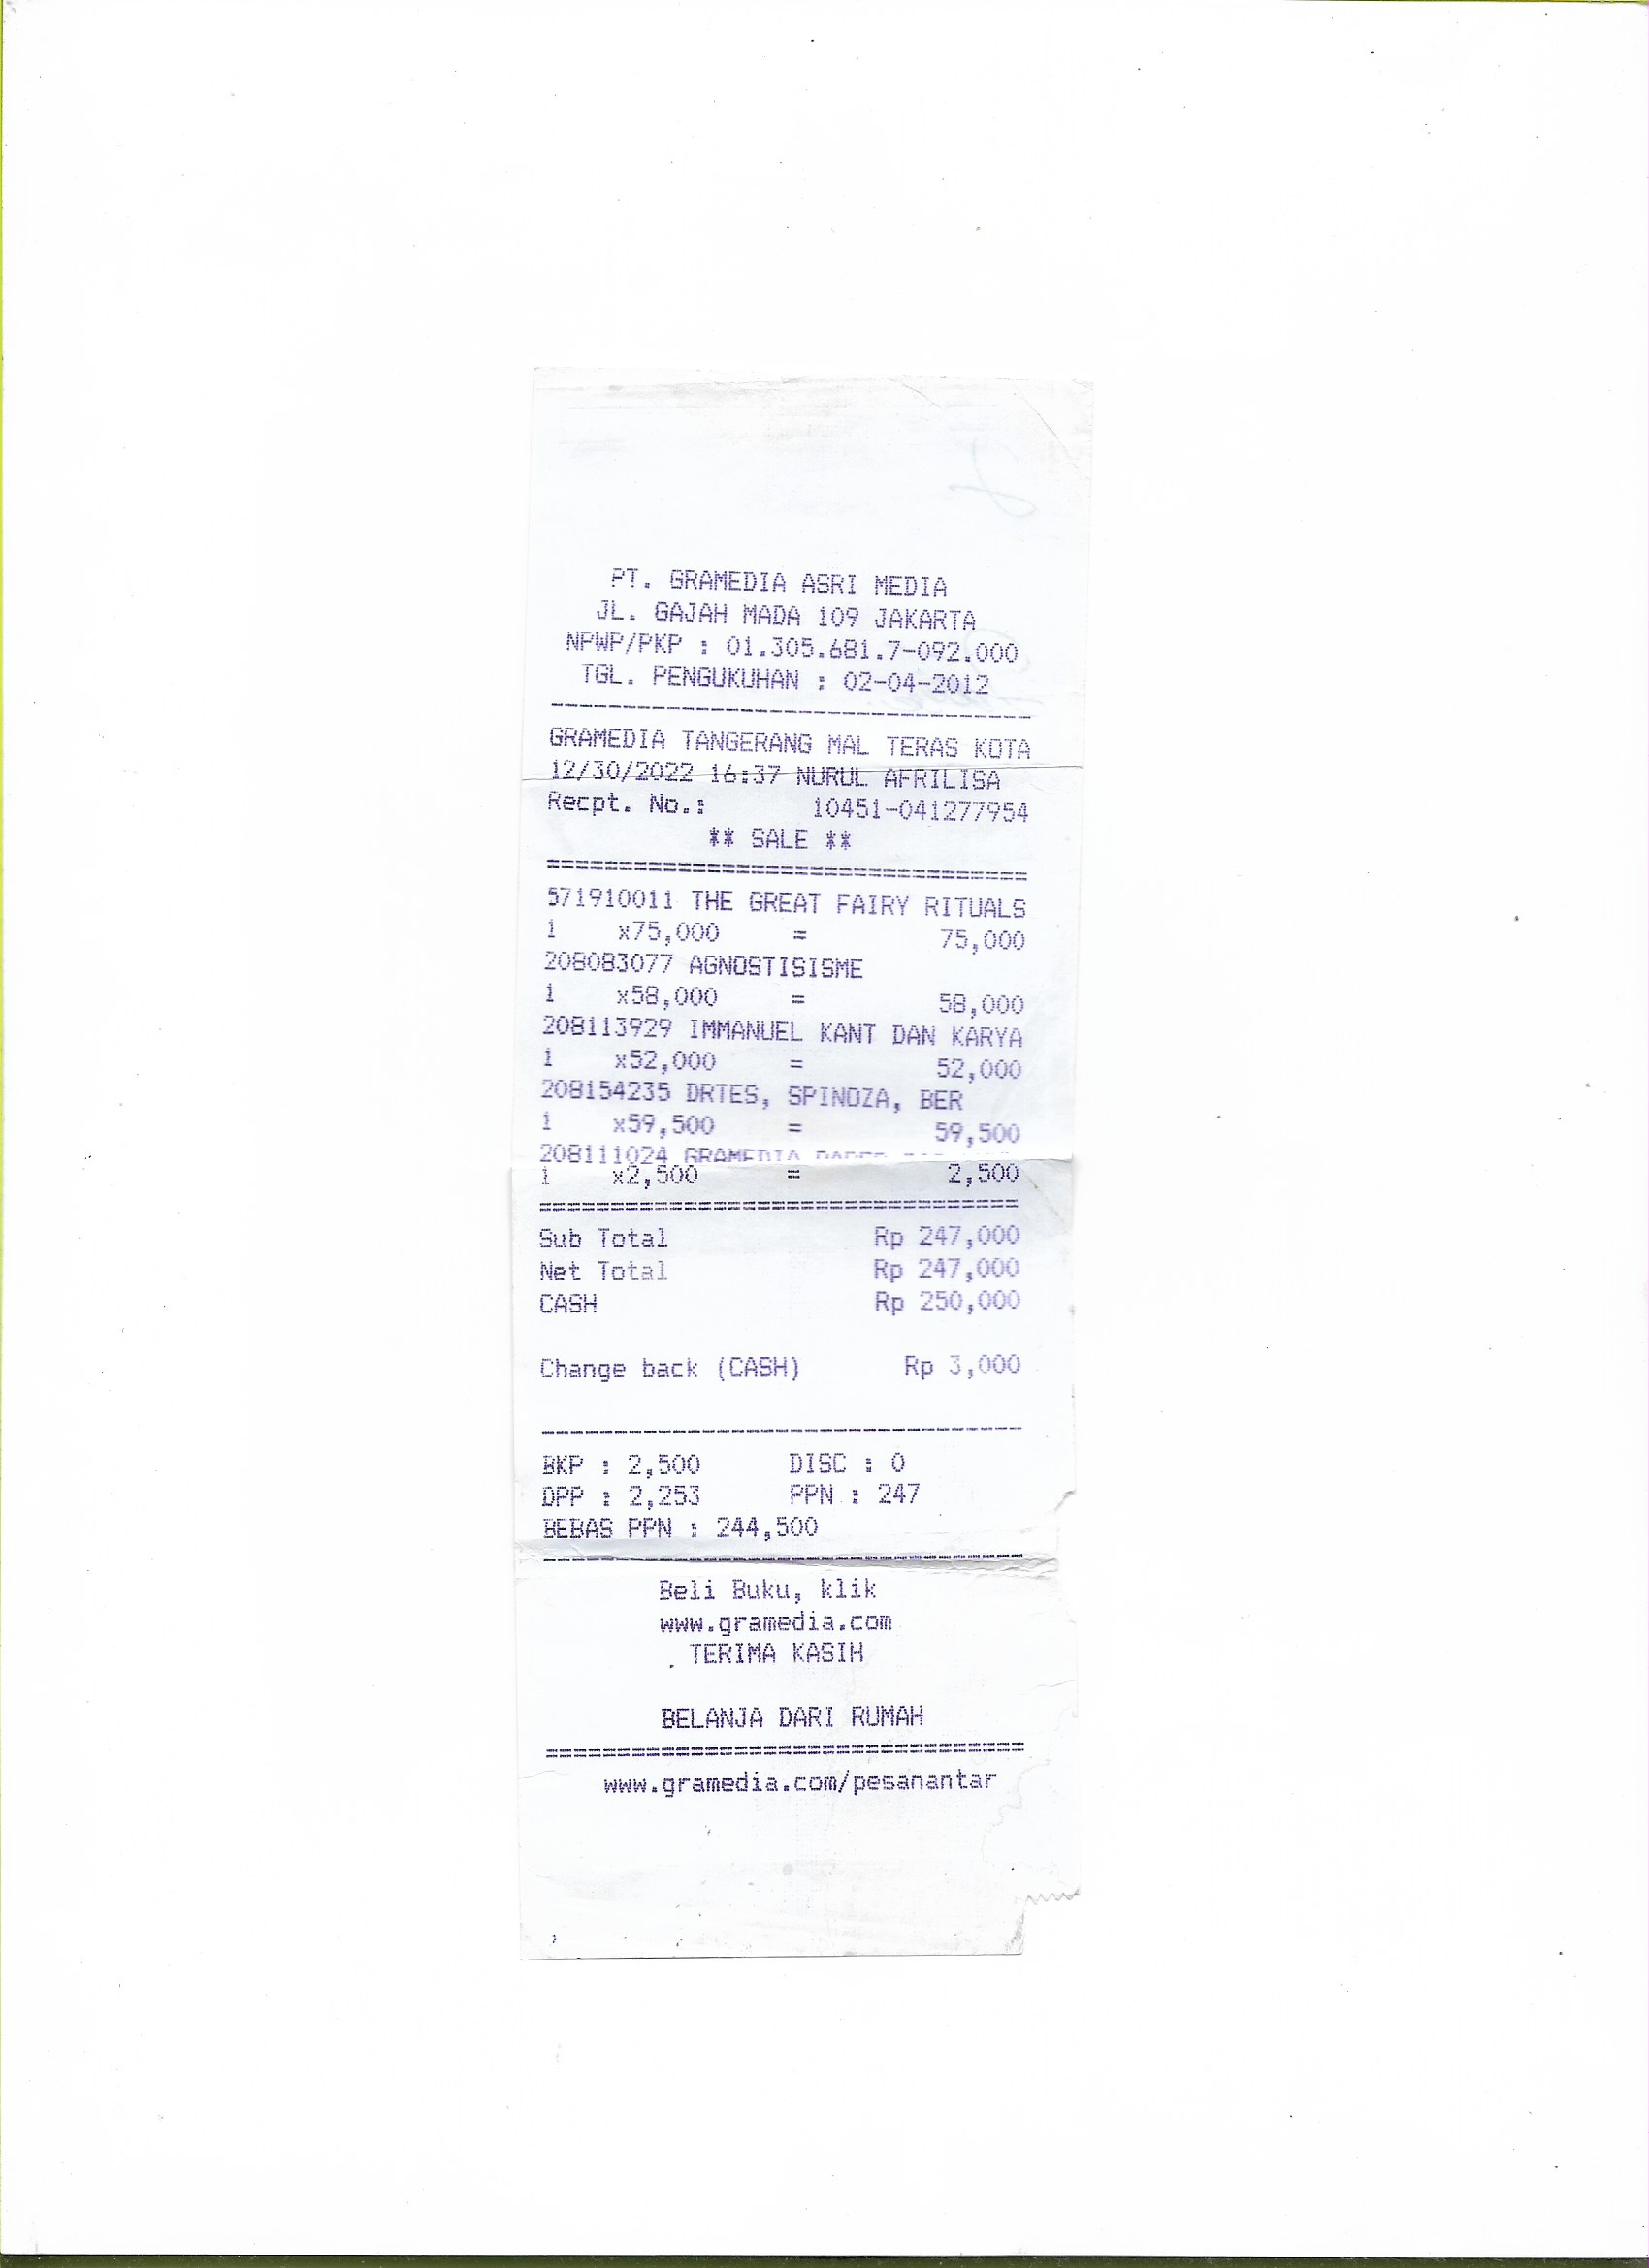 PT. GRAMEDIA ASRI MEDIA
JL. GAJAH MADA 109 JAKARTA
NPWP/PKP : 01.305.681.7-092.000
TGL. PENGUKUHAN : 02-04-2012
GRAMEDIA TANGERANG MAL TERAS KOTA
12/30/2022 16:37 NURUL AFRILISA
Recpt. No.: 10451-041277954
** SALE **
571910011 THE GREAT FAIRY RITUALS
1 x75,000 = 75,000
208083077 AGNOSTISISME
1 x58,000 = 58,000
208113929 IMMANUEL KANT DAN KARYA
1 x52,000 = 52,000
208154235 DRTES, SPINOZA, BER
1 x59,500 = 59,500
208111024 GRAMEDIA
1 x2,500 = 2,500
Sub Total Rp 247,000
Net Total Rp 247,000
CASH Rp 250,000
Change back (CASH) Rp 3,000
BKP : 2,500 DISC : 0
DPP : 2,253 PPN : 247
BEBAS PPN : 244,500
Beli Buku, klik
www.gramedia.com
TERIMA KASIH
BELANJA DARI RUMAH
www.gramedia.com/pesanantar